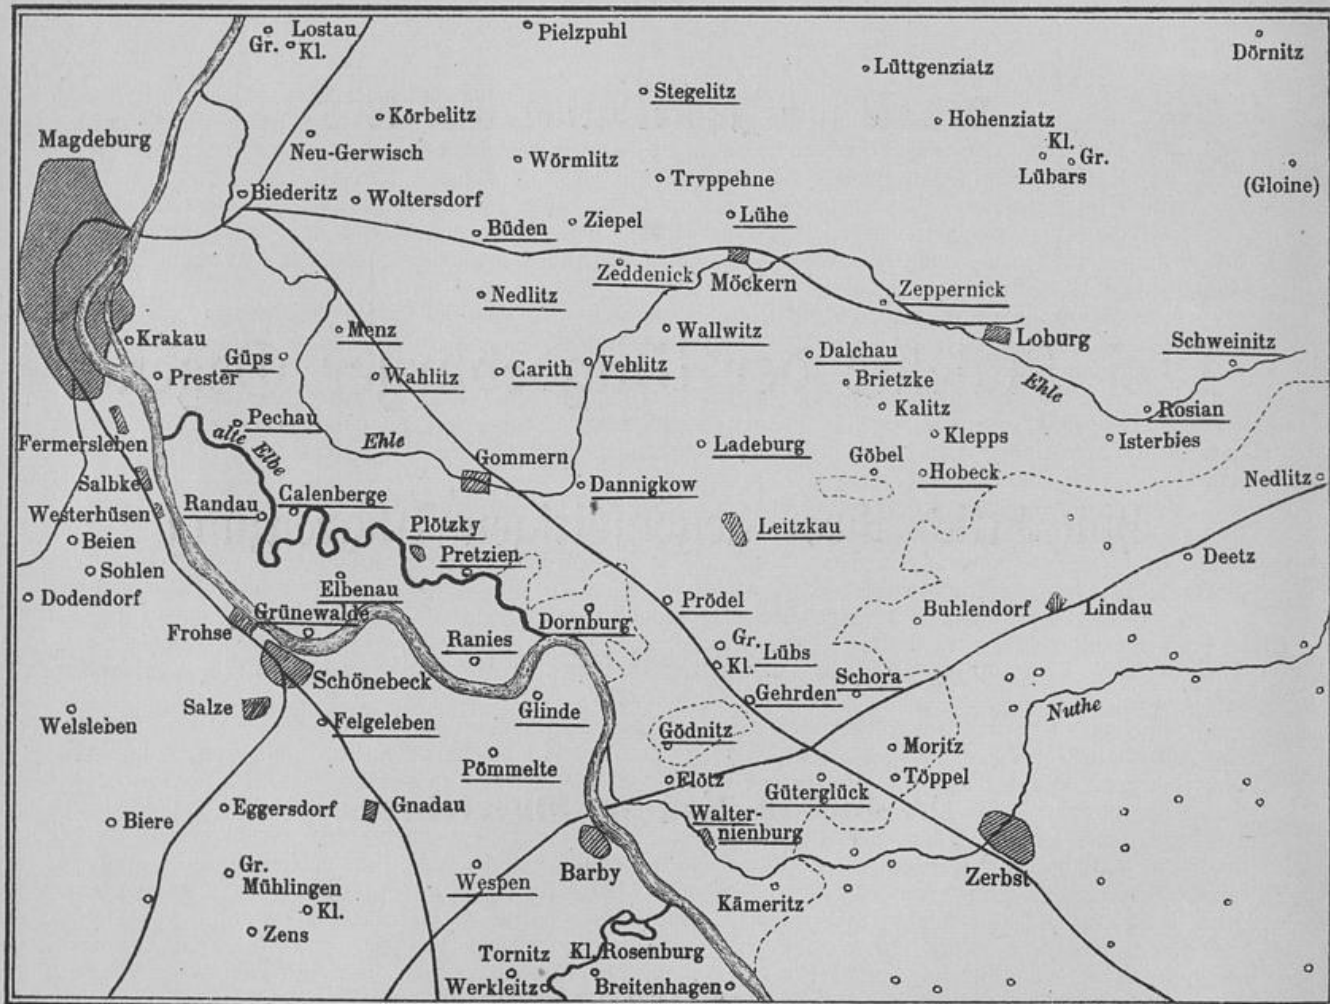 Lostau
Gr.
Kl.
Pielzpuhl
Dörnitz
Lüttgenziatz
Stegelitz
Körbelitz
Hohenziatz
Magdeburg
Neu-Gerwisch
Wörmlitz
Kl.
Gr.
Lübars
Tryppehne
(Gloine)
Biederitz
Woltersdorf
Büden
Ziepel
Lühe
Zeddenick
Möckern
Nedlitz
Zeppernick
Krakau
Menz
Wallwitz
Loburg
Schweinitz
Güps
Prester
Wahlitz
Carith
Vehlitz
Dalchau
Brietzke
Ehle
Kalitz
Rosian
Pechau
alte Elbe
Ehle
Fermersleben
Ladeburg
Klepps
Isterbies
Gommern
Göbel
Hobeck
Nedlitz
Salbke
Calenberge
Dannigkow
Westerhüsen
Randau
Plötzky
Leitzkau
Beien
Pretzien
Deetz
Sohlen
Elbenau
Dodendorf
Grünewalde
Dornburg
Prödel
Buhlendorf
Lindau
Frohse
Ranies
Gr.
Lübs
Kl.
Schönebeck
Schora
Gehrden
Salze
Glinde
Nuthe
Welsleben
Felgeleben
Gödnitz
Moritz
Pömmelte
Elötz
Töppel
Güterglück
Eggersdorf
Gnadau
Walter-
nienburg
Biere
Barby
Zerbst
Gr.
Mühlingen
Kl.
Wespen
Kämeritz
Zens
Tornitz
Kl. Rosenburg
Werkleitz
Breitenhagen